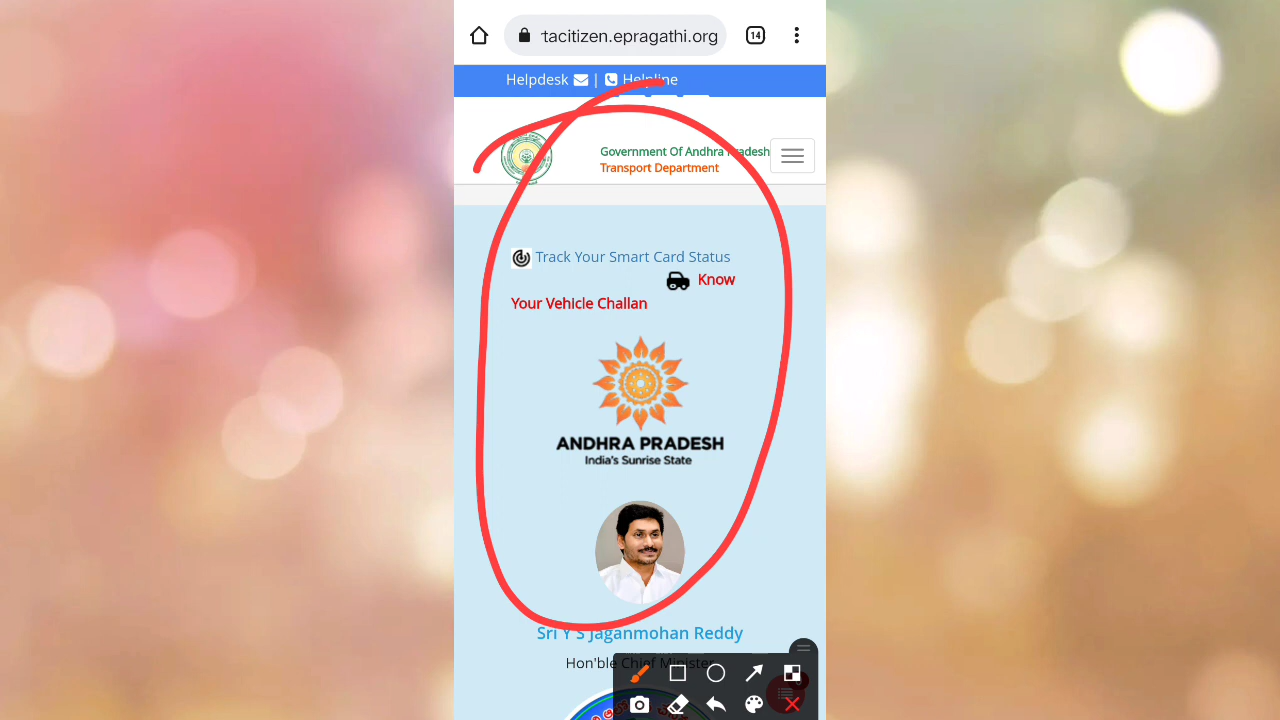 tacitizen.epragathi.org
14
Helpdesk | Helpline
Government Of Andhra Pradesh
Transport Department
Track Your Smart Card Status
Know
Your Vehicle Challan
ANDHRA PRADESH
India's Sunrise State
Sri Y S Jaganmohan Reddy
Hon'ble Chief Minister